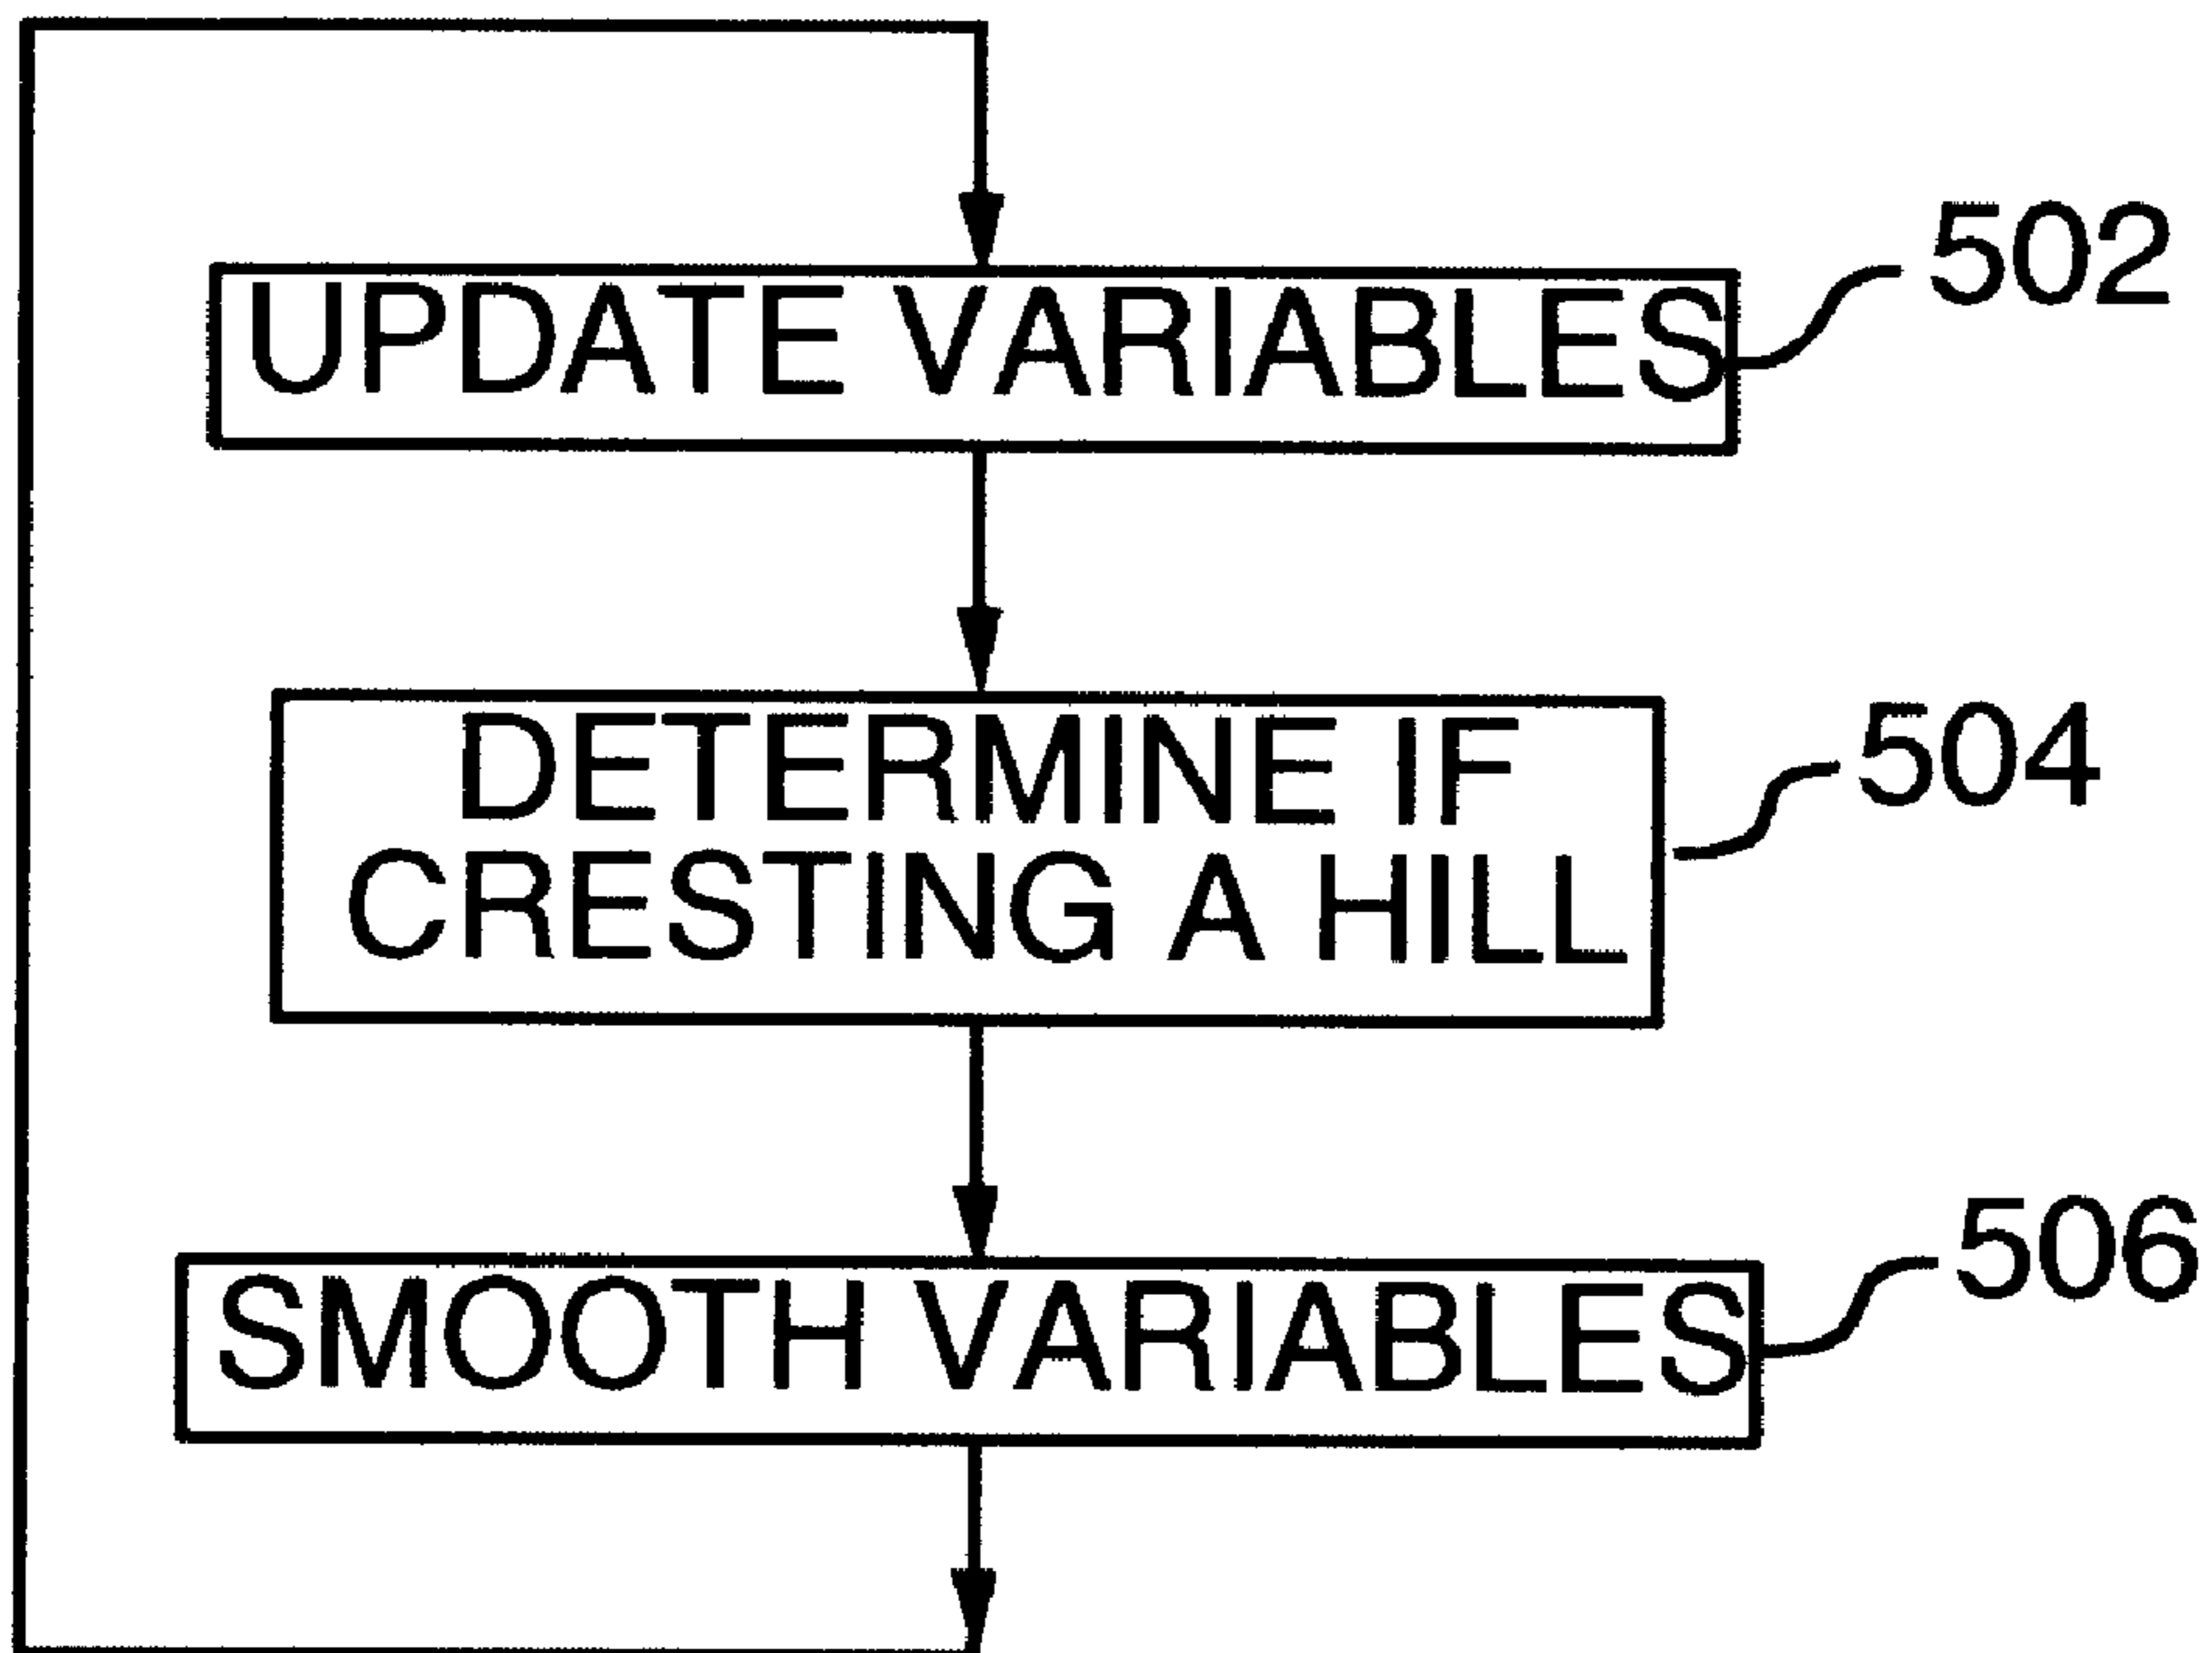 502
UPDATE VARIABLES
504
DETERMINE IF
CRESTING A HILL
506
SMOOTH VARIABLES